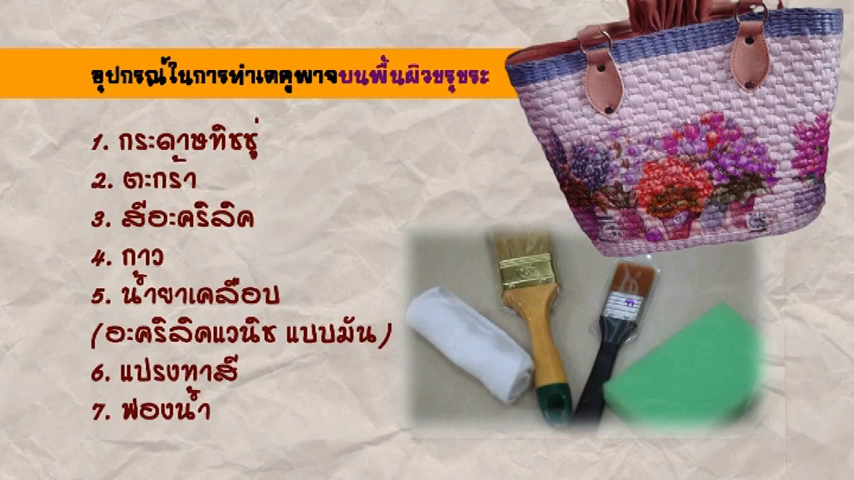 อุปกรณ์ในการทำเดคูพาจบนพื้นผิวขรุขระ
1. กระดาษทิชชู่
2. ตะกร้า
3. สีอะคริลิค
4. กาว
5. น้ำยาเคลือบ
(อะคริลิคแวนิช แบบมัน)
6. แปรงทาสี
7. ฟองน้ำ